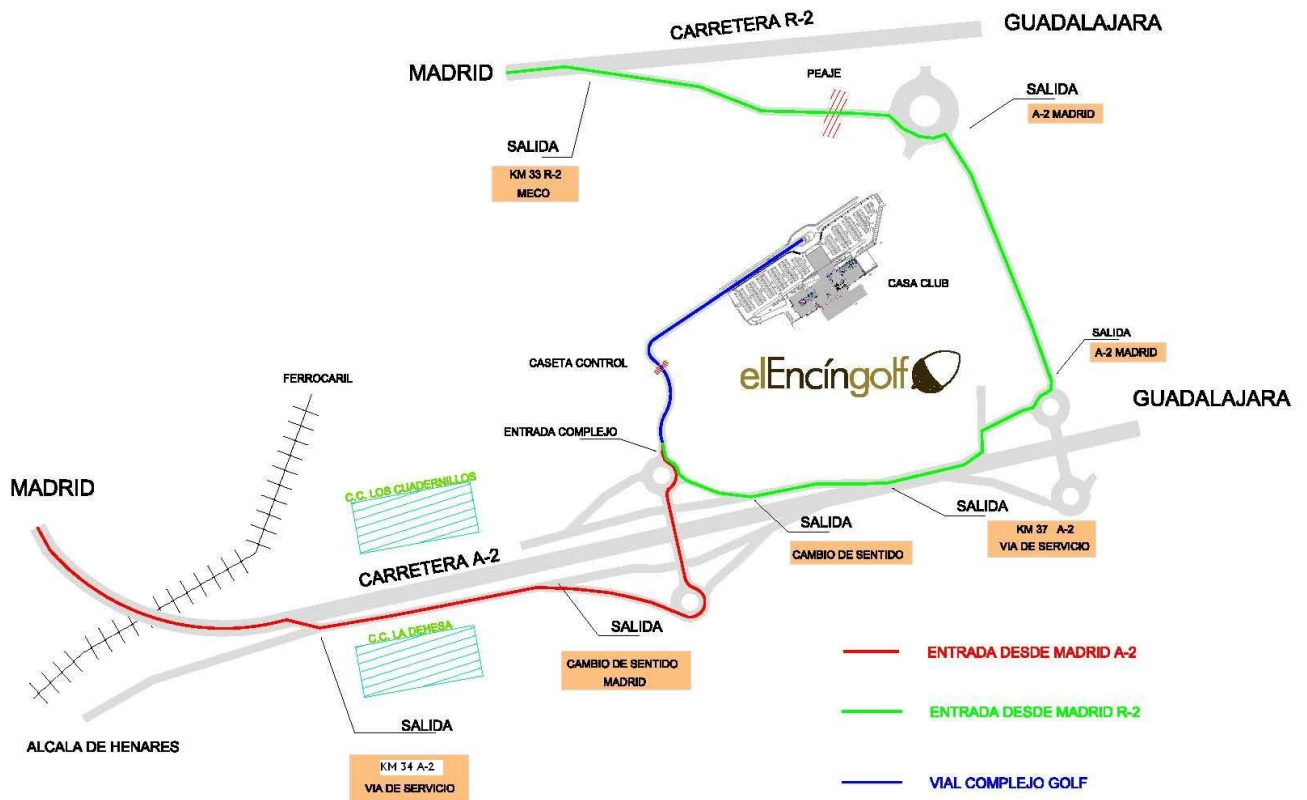 CARRETERA R-2
GUADALAJARA
MADRID
PEAJE
SALIDA
A-2 MADRID
SALIDA
KM 33 R-2
MECO
CASA CLUB
SALIDA
A-2 MADRID
CASETA CONTROL
elEncíngolf
FERROCARIL
GUADALAJARA
ENTRADA COMPLEJO
MADRID
C.C. LOS CUADERNILLOS
SALIDA
CAMBIO DE SENTIDO
SALIDA
KM 37 A-2
VIA DE SERVICIO
CARRETERA A-2
C.C. LA DEHESA
SALIDA
CAMBIO DE SENTIDO
MADRID
ENTRADA DESDE MADRID A-2
ENTRADA DESDE MADRID R-2
SALIDA
KM 34 A-2
VIA DE SERVICIO
ALCALA DE HENARES
VIAL COMPLEJO GOLF